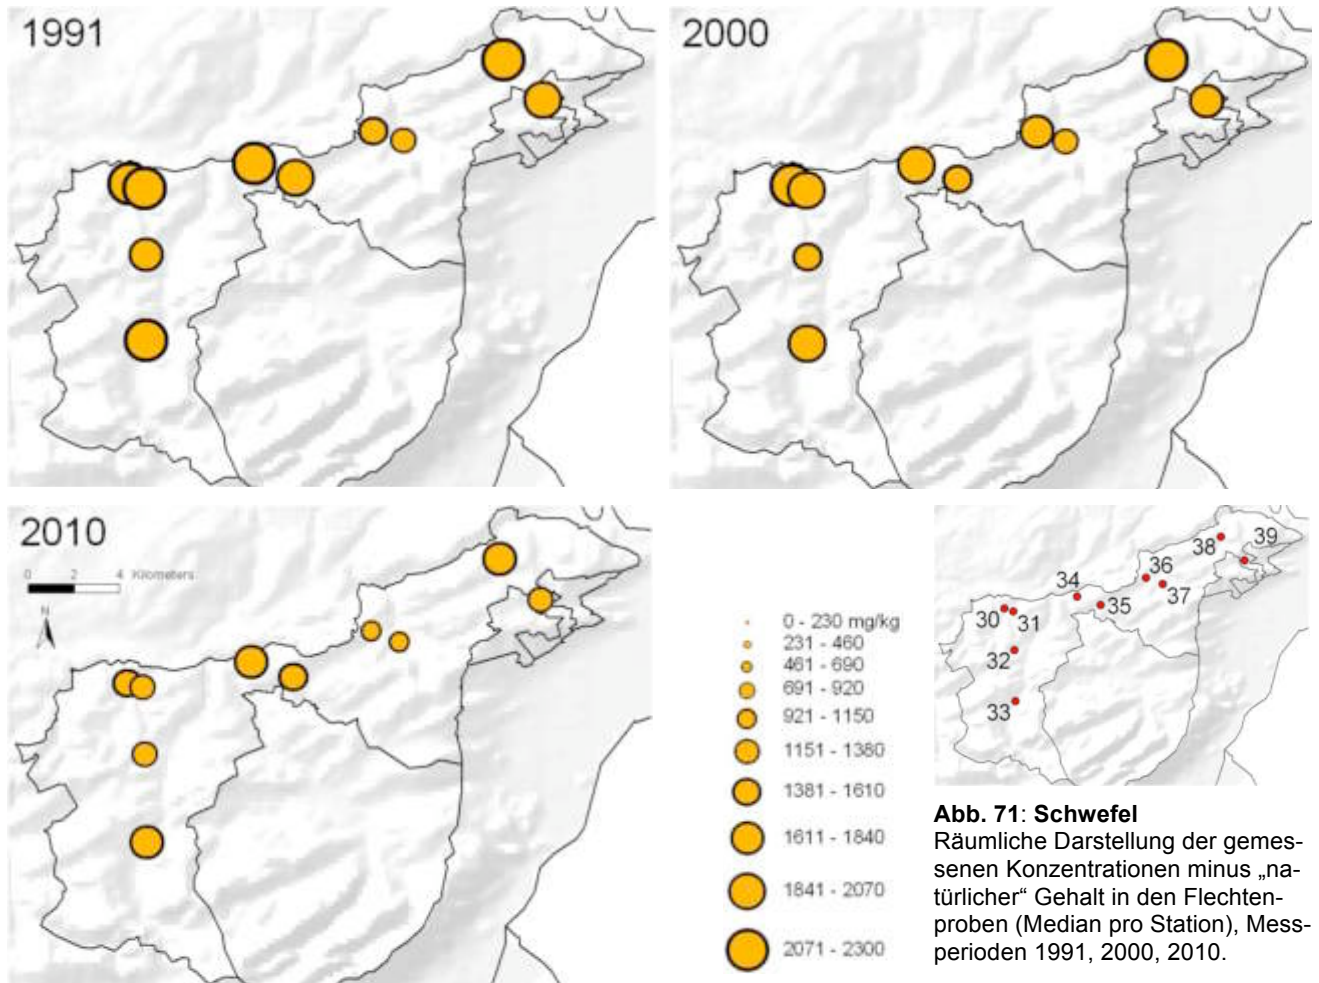 1991
2000
2010
0 2 4 Kilometers
N
0 - 230 mg/kg
231 - 460
461 - 690
691 - 920
921 - 1150
1151 - 1380
1381 - 1610
1611 - 1840
1841 - 2070
2071 - 2300
38
39
36
37
34
35
30
31
32
33
Abb. 71: Schwefel
Räumliche Darstellung der gemes-
senen Konzentrationen minus „na-
türlicher“ Gehalt in den Flechten-
proben (Median pro Station), Mess-
perioden 1991, 2000, 2010.